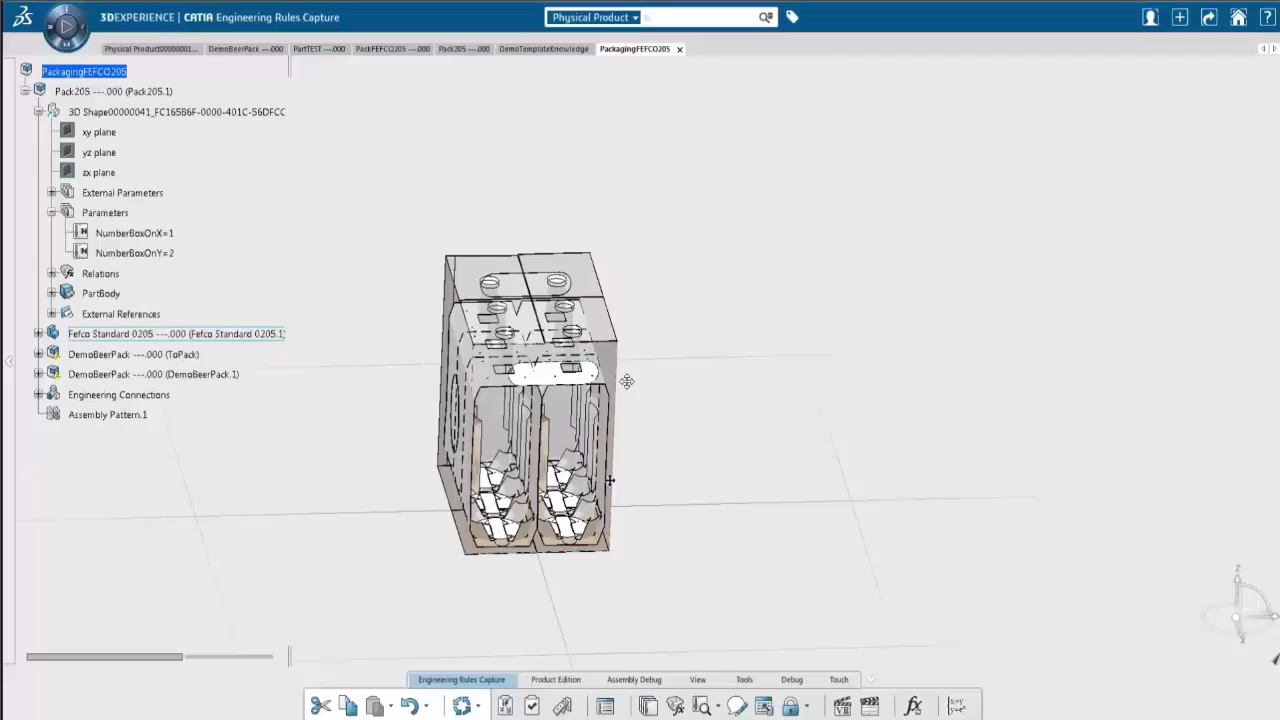 3DEXPERIENCE | CATIA Engineering Rules Capture
Physical Product
Physical Product00000001... DemoBeerPack ---.000 PartTEST ---.000 PackFEFCO205 ---.000 Pack205 ---.000 DemoTemplateKnowledge PackagingFEFCO205 x
PackagingFEFCO205
Pack205 ---.000 (Pack205.1)
3D Shape00000041_FC165B6F-0000-401C-56DFCC
xy plane
yz plane
zx plane
External Parameters
Parameters
NumberBoxOnX=1
NumberBoxOnY=2
Relations
PartBody
External References
Fefco Standard 0205 ---.000 (Fefco Standard 0205.1)
DemoBeerPack ---.000 (ToPack)
DemoBeerPack ---.000 (DemoBeerPack.1)
Engineering Connections
Assembly Pattern.1
z
x
Engineering Rules Capture Product Edition Assembly Debug View Tools Debug Touch